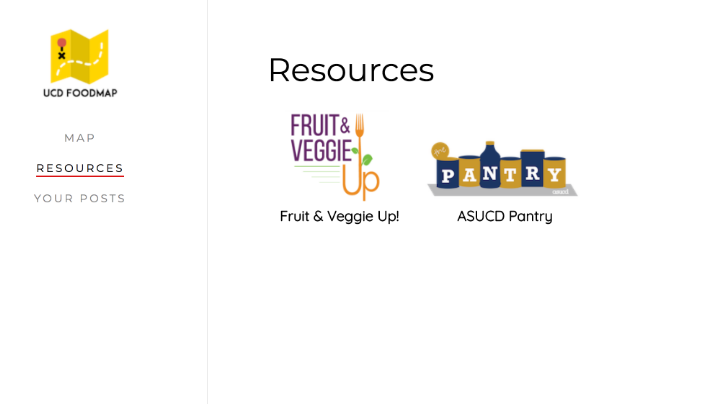 UCD FOODMAP
MAP
RESOURCES
YOUR POSTS
Resources
FRUIT &
VEGGIE
Up
Fruit & Veggie Up!
PANTRY
ASUCD Pantry